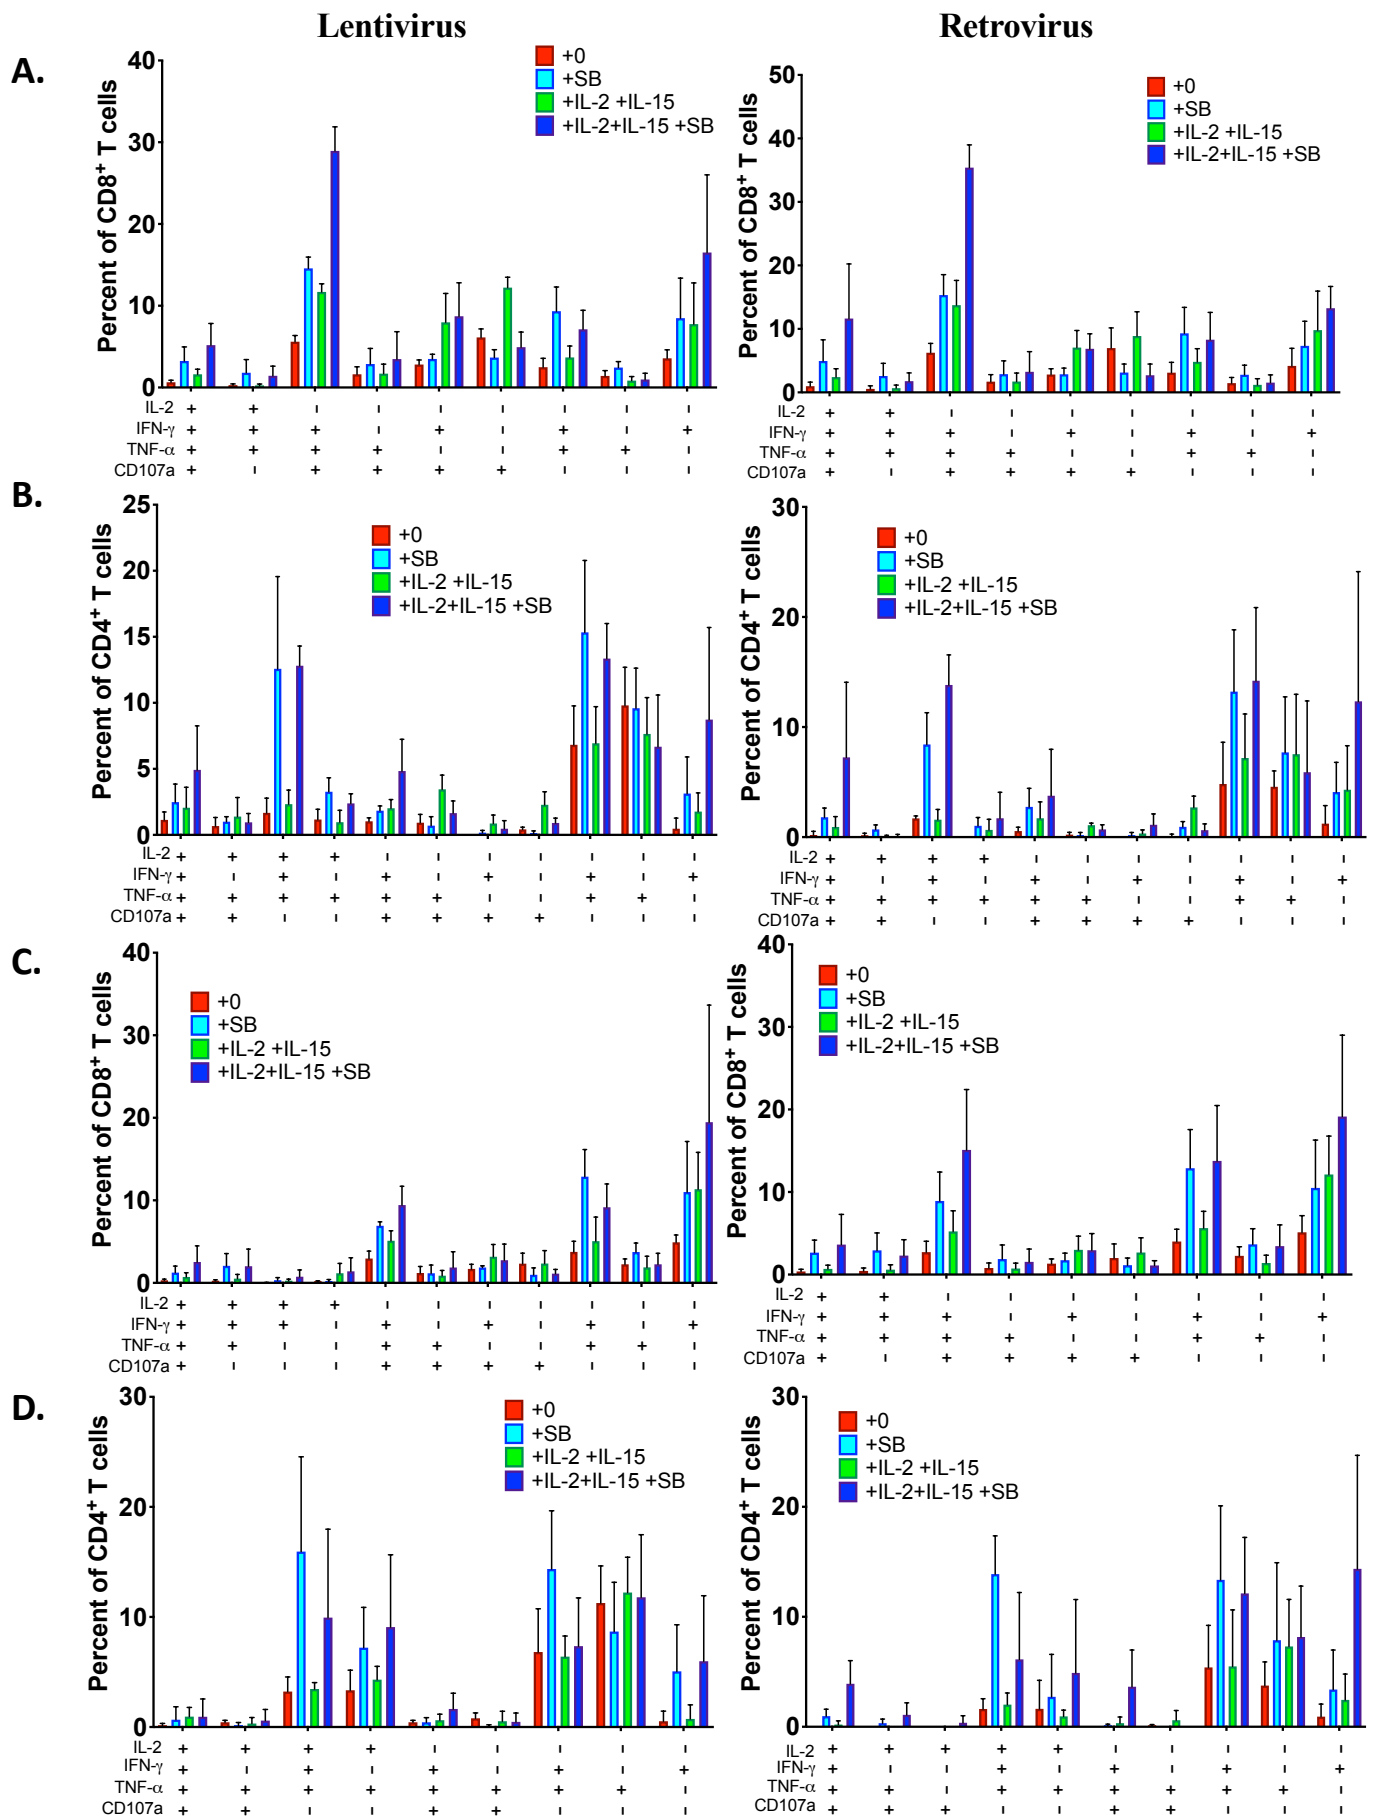 Lentivirus
Retrovirus
A.
Percent of CD8+ T cells
40
30
20
10
0
+0
+SB
+IL-2 +IL-15
+IL-2+IL-15 +SB
IL-2 + + - - - - - - -
IFN-γ + + + - + - + - +
TNF-α + + + + - - + + -
CD107a + - + + + + - - -
Percent of CD8+ T cells
50
40
30
20
10
0
+0
+SB
+IL-2 +IL-15
+IL-2+IL-15 +SB
IL-2 + + - - - - - - -
IFN-γ + + + - + - + - +
TNF-α + + + + - - + + -
CD107a + - + + + + - - -
B.
Percent of CD4+ T cells
25
20
15
10
5
0
+0
+SB
+IL-2 +IL-15
+IL-2+IL-15 +SB
IL-2 + + + + - - - - - - -
IFN-γ + - + - + - + - + - +
TNF-α + + + + + + - - + + -
CD107a + + - - + + + + - - -
Percent of CD4+ T cells
30
20
10
0
+0
+SB
+IL-2 +IL-15
+IL-2+IL-15 +SB
IL-2 + + + + - - - - - - -
IFN-γ + - + - + - + - + - +
TNF-α + + + + + + - - + + -
CD107a + + - - + + + + - - -
C.
Percent of CD8+ T cells
40
30
20
10
0
+0
+SB
+IL-2 +IL-15
+IL-2+IL-15 +SB
IL-2 + + + + - - - - - - -
IFN-γ + + + - + - + - + - +
TNF-α + + - - + + - - + + -
CD107a + - - - + + + + - - -
Percent of CD8+ T cells
40
30
20
10
0
+0
+SB
+IL-2 +IL-15
+IL-2+IL-15 +SB
IL-2 + + - - - - - - -
IFN-γ + + + - + - + - +
TNF-α + + + + - - + + -
CD107a + - + + + + - - -
D.
Percent of CD4+ T cells
30
20
10
0
+0
+SB
+IL-2 +IL-15
+IL-2+IL-15 +SB
IL-2 + + + + - - - - -
IFN-γ + - + - + - + - +
TNF-α + + + + + + + + -
CD107a + + - - + + - - -
Percent of CD4+ T cells
30
20
10
0
+0
+SB
+IL-2 +IL-15
+IL-2+IL-15 +SB
IL-2 + + + + + - - - - -
IFN-γ + - - + - + - + - +
TNF-α + + - + + + + + + -
CD107a + + + - - + + - - -